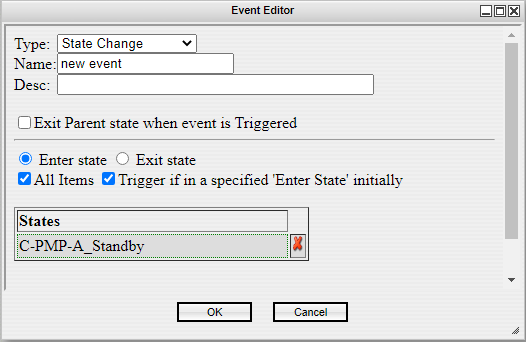 Event Editor
Type: State Change
Name: new event
Desc:
Exit Parent state when event is Triggered
Enter state Exit state
All Items Trigger if in a specified 'Enter State' initially
States
C-PMP-A_Standby
OK Cancel